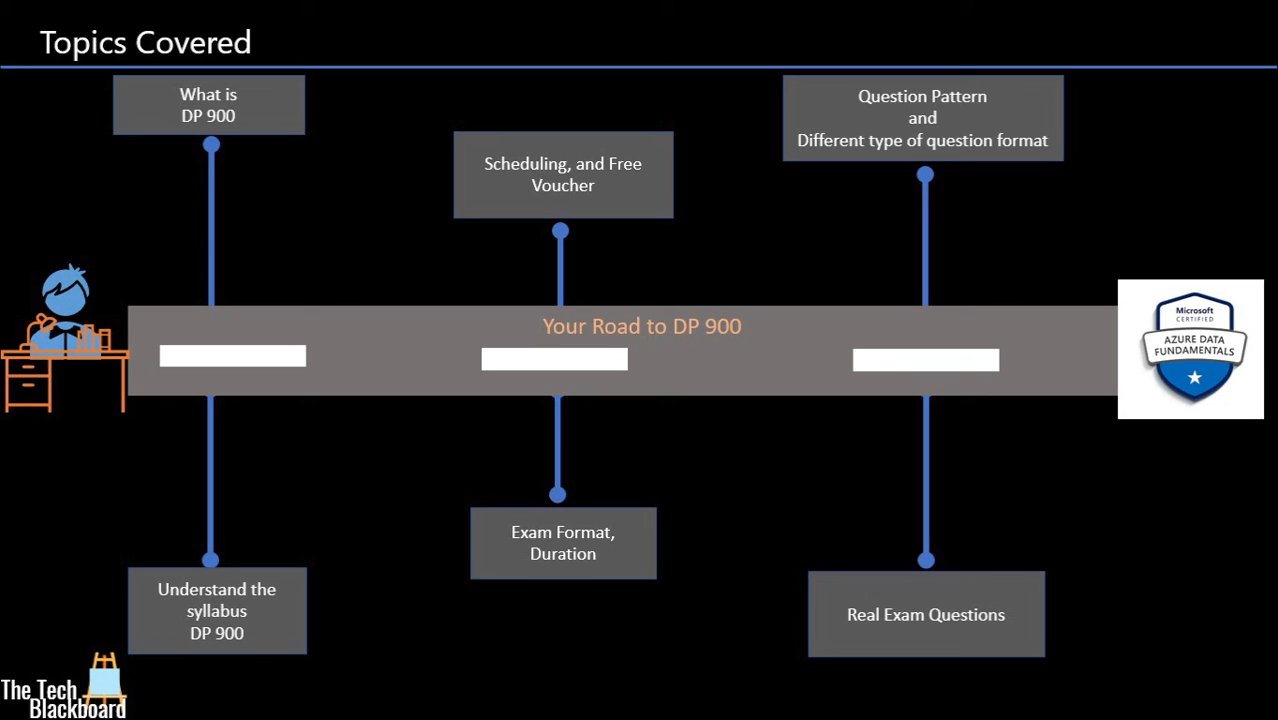 Topics Covered
What is
DP 900
Scheduling, and Free
Voucher
Question Pattern
and
Different type of question format
Your Road to DP 900
Microsoft
CERTIFIED
AZURE DATA
FUNDAMENTALS
Understand the
syllabus
DP 900
Exam Format,
Duration
Real Exam Questions
The Tech
Blackboard